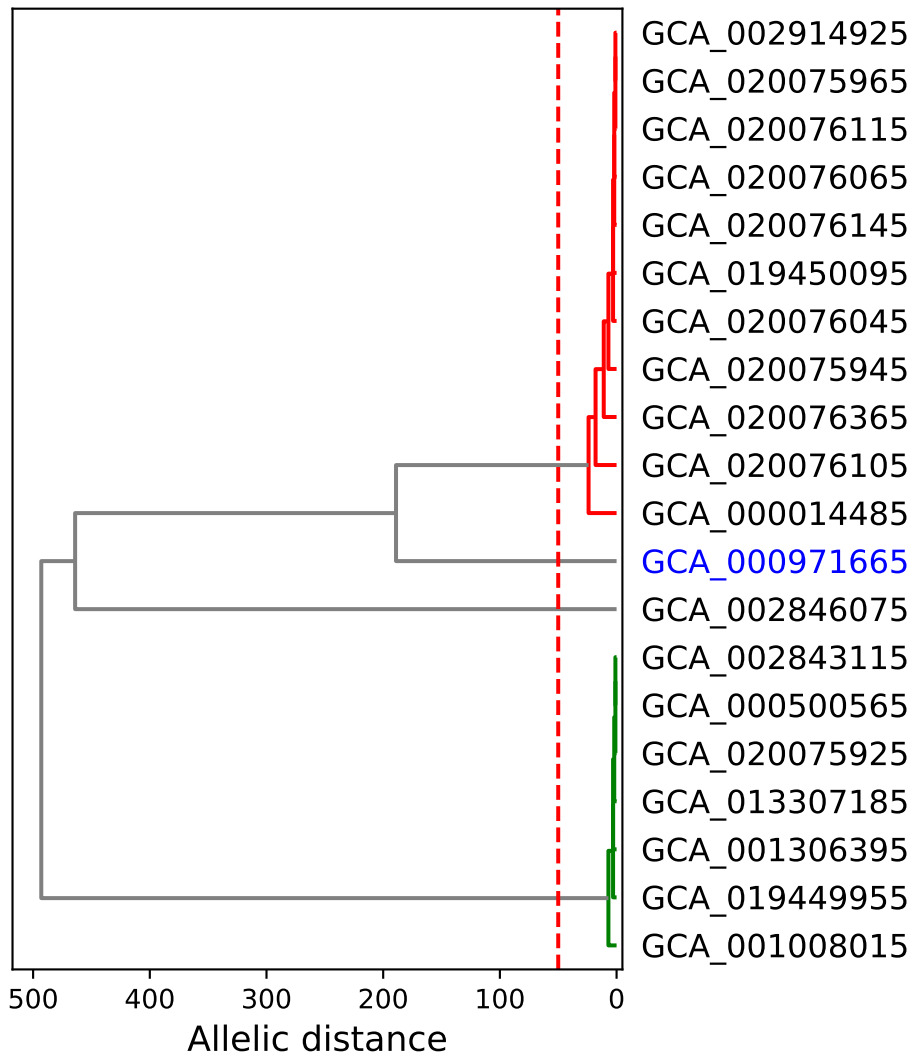 GCA_002914925
GCA_020075965
GCA_020076115
GCA_020076065
GCA_020076145
GCA_019450095
GCA_020076045
GCA_020075945
GCA_020076365
GCA_020076105
GCA_000014485
GCA_000971665
GCA_002846075
GCA_002843115
GCA_000500565
GCA_020075925
GCA_013307185
GCA_001306395
GCA_019449955
GCA_001008015
500 400 300 200 100 0
Allelic distance